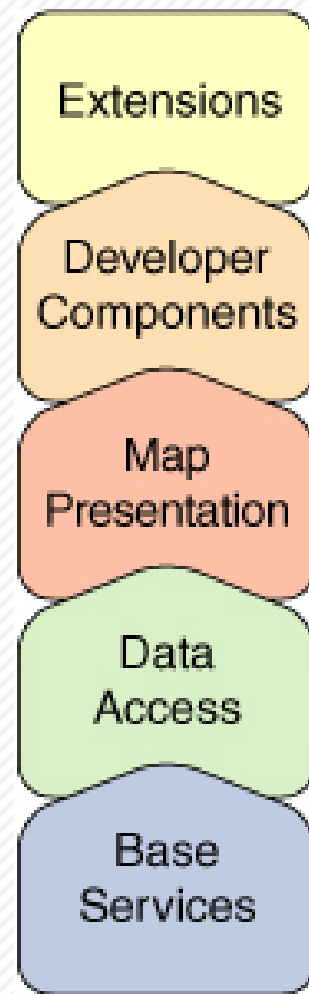 Extensions
Developer
Components
Map
Presentation
Data
Access
Base
Services